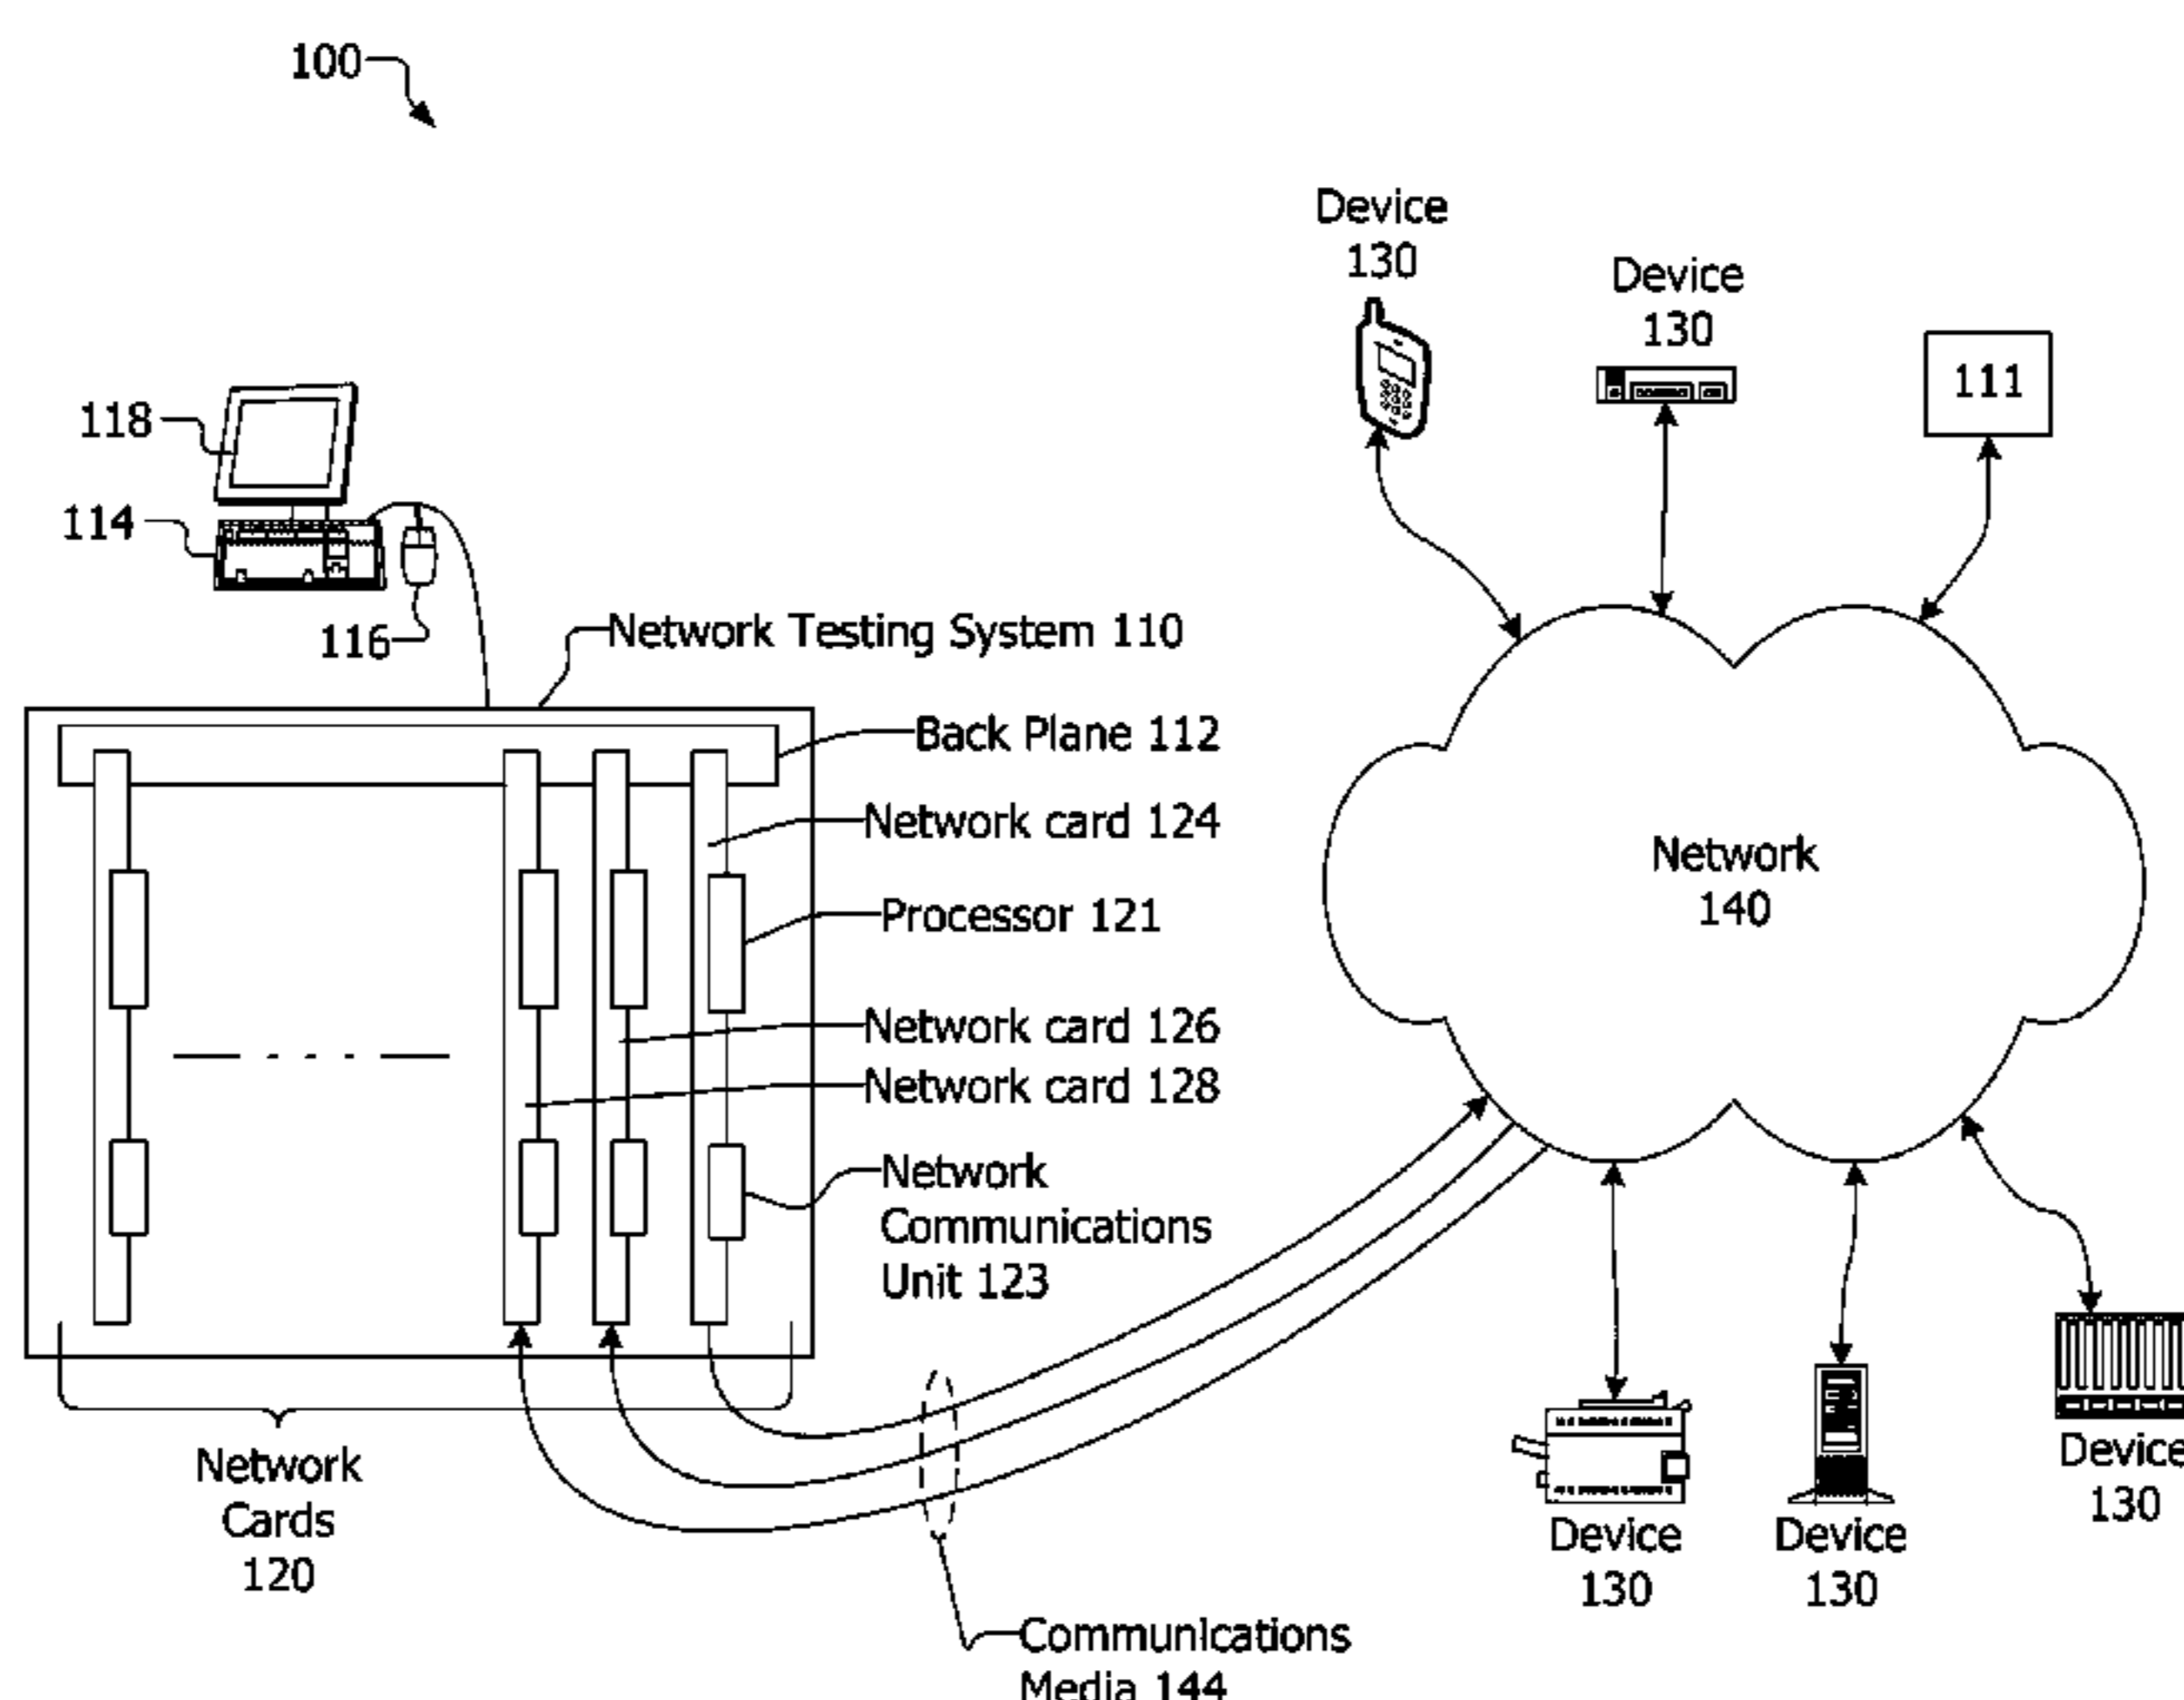 100
Device
130
Device
130
111
118
114
116
Network Testing System 110
Back Plane 112
Network card 124
Processor 121
Network card 126
Network card 128
Network
Communications
Unit 123
Network
140
Network
Cards
120
Communications
Media 144
Device
130
Device
130
Device
130